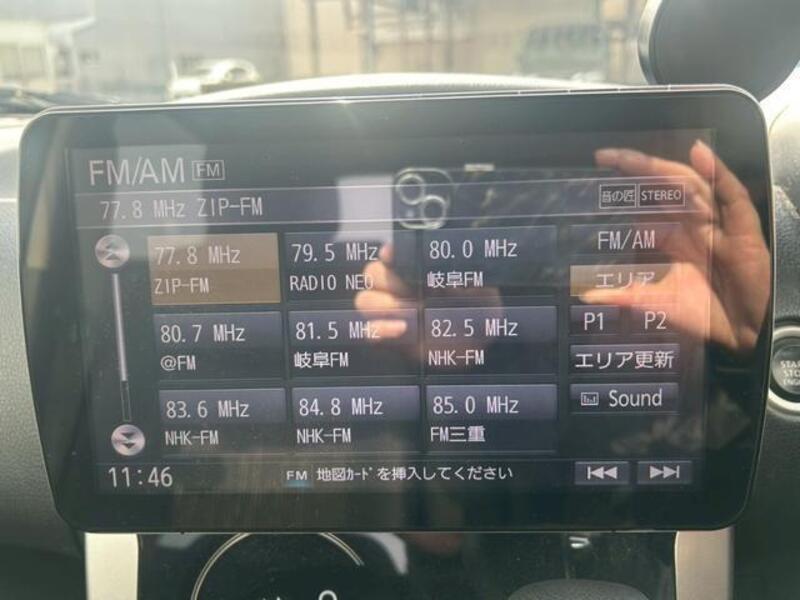 FM/AM FM
77.8 MHz ZIP-FM
音の匠 STEREO
77.8 MHz
ZIP-FM
79.5 MHz
RADIO NEO
80.0 MHz
岐阜FM
FM/AM
エリア
80.7 MHz
@FM
81.5 MHz
岐阜FM
82.5 MHz
NHK-FM
P1 P2
エリア更新
83.6 MHz
NHK-FM
84.8 MHz
NHK-FM
85.0 MHz
FM三重
Sound
11:46
FM 地図ｶｰﾄﾞを挿入してください
START